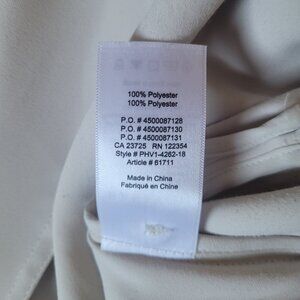 100% Polyester
100% Polyester
P.O. # 4500087128
P.O. # 4500087130
P.O. # 4500087131
CA 23725 RN 122354
Style # PHV1-4262-18
Article # 61711
Made in China
Fabriqué en Chine